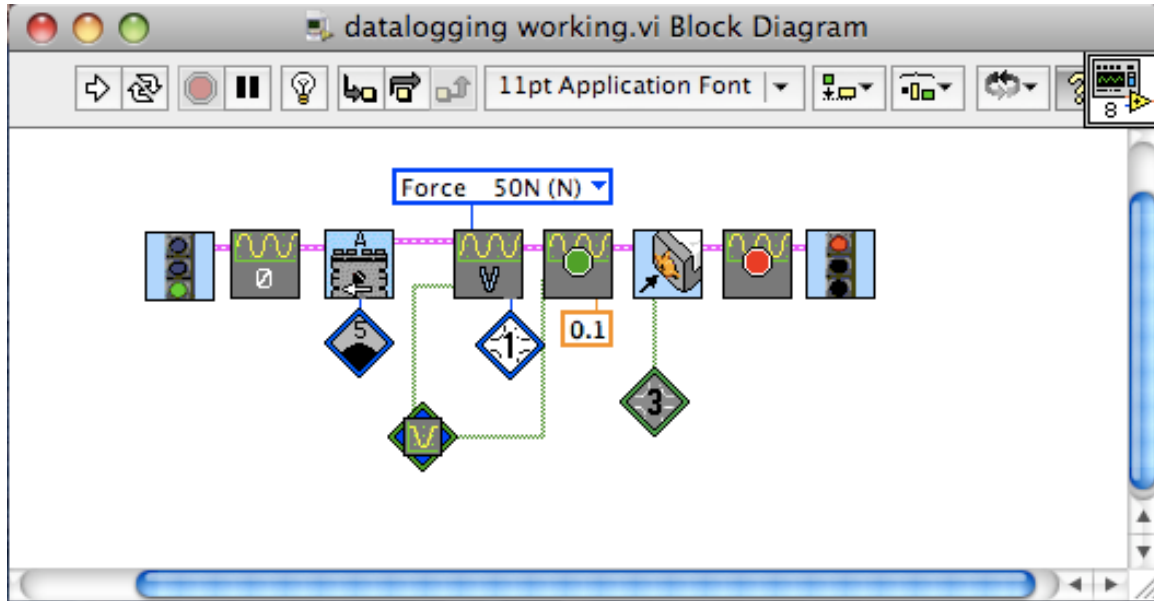 datalogging working.vi Block Diagram
11pt Application Font
8
Force 50N (N)
A
0
V
5
1
0.1
3